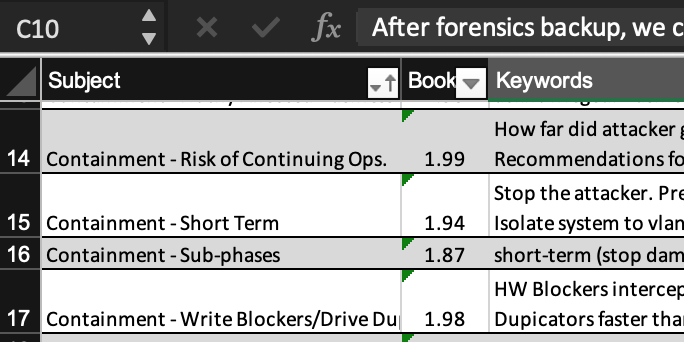 C10 fx After forensics backup, we c
Subject Book Keywords
How far did attacker g
14 Containment - Risk of Continuing Ops. 1.99 Recommendations fo
Stop the attacker. Pre
15 Containment - Short Term 1.94 Isolate system to vlan
16 Containment - Sub-phases 1.87 short-term (stop dam
HW Blockers intercep
17 Containment - Write Blockers/Drive Du 1.98 Dupicators faster tha